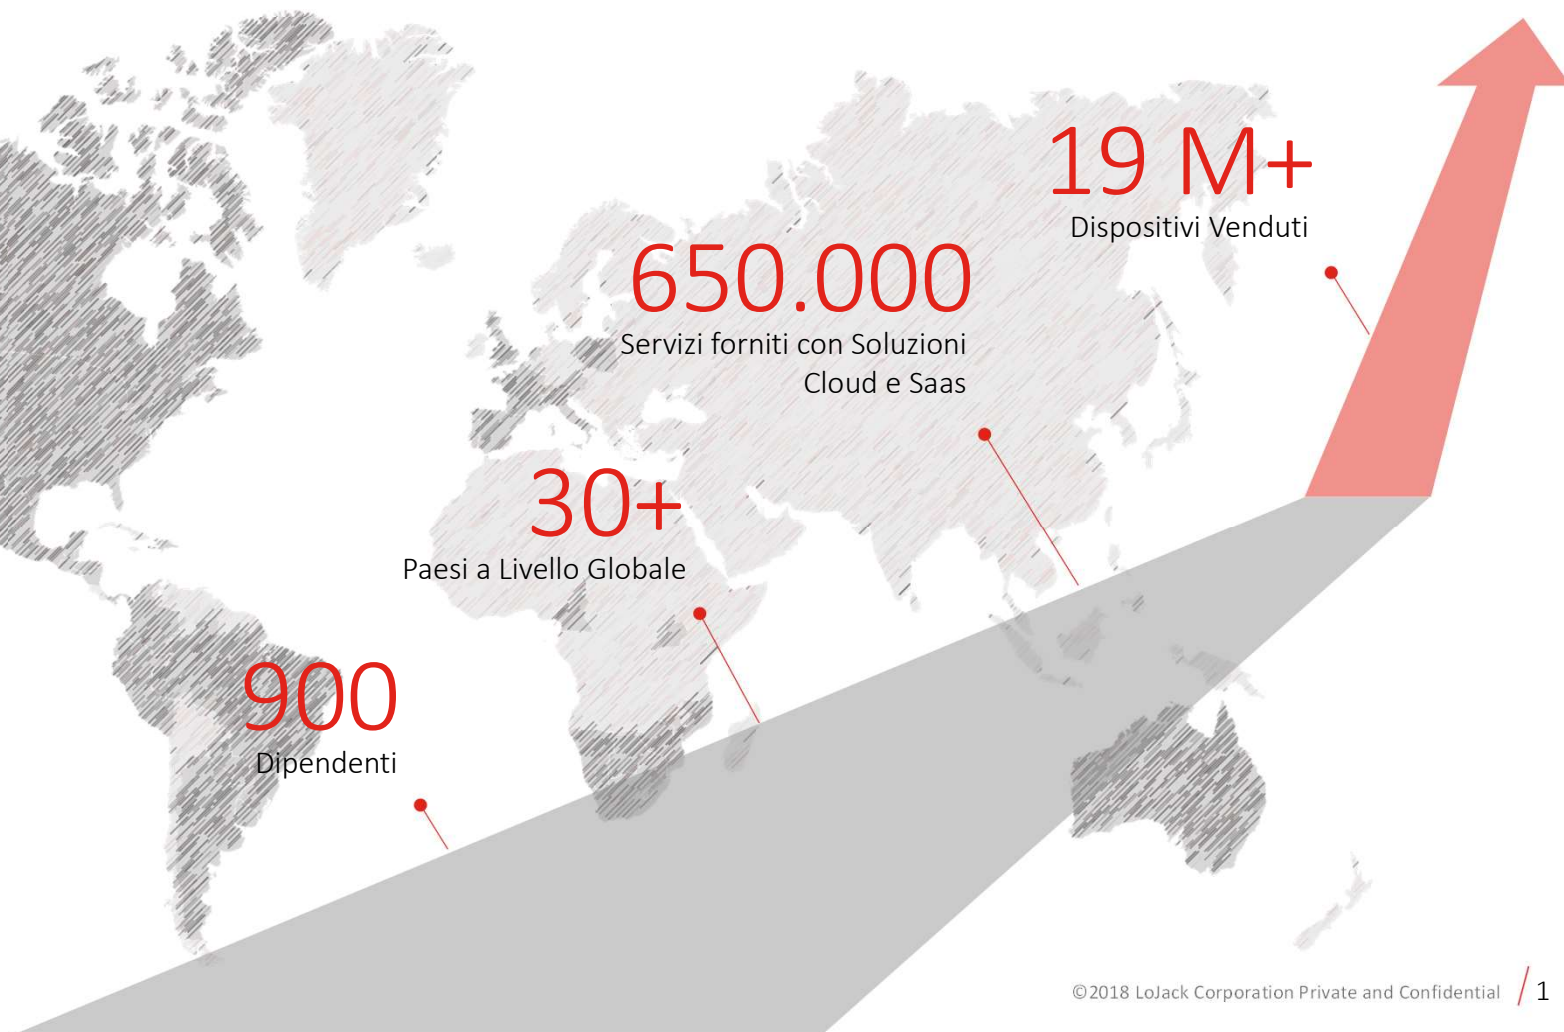 19 M+
Dispositivi Venduti
650.000
Servizi forniti con Soluzioni
Cloud e Saas
30+
Paesi a Livello Globale
900
Dipendenti
©2018 LoJack Corporation Private and Confidential
1